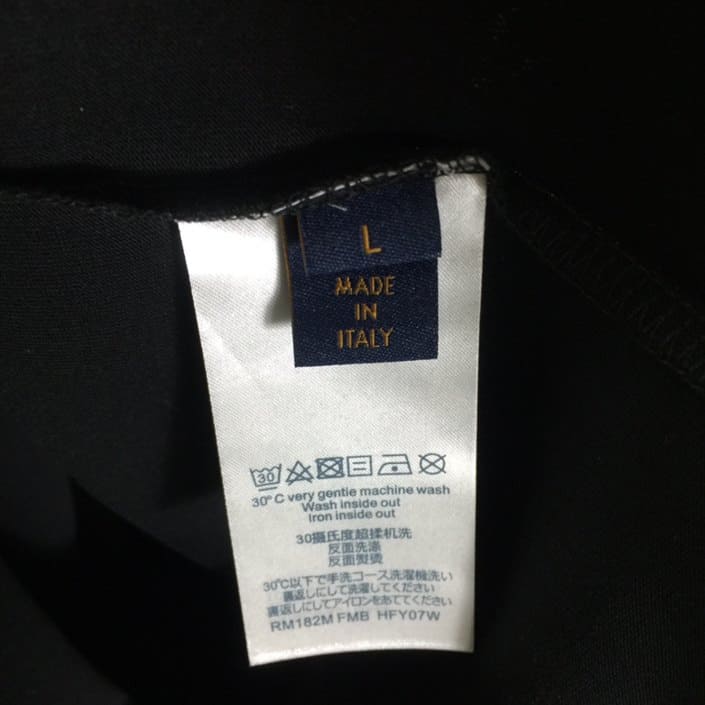 L
MADE
IN
ITALY
30
30°C very gentie machine wash
Wash inside out
Iron inside out
30摄氏度超揉机洗
反面洗涤
反面熨烫
30℃以下で手洗コース洗濯機洗い
裏返しにして洗濯してください
裏返しにしてアイロンをあててください
RM182M FMB HFY07W